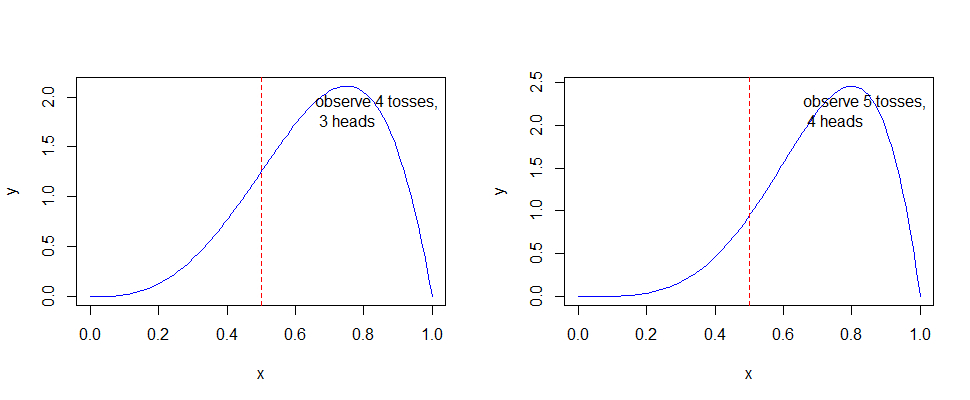 observe 4 tosses,
3 heads
y
0.0 0.5 1.0 1.5 2.0
0.0 0.2 0.4 0.6 0.8 1.0
x
observe 5 tosses,
4 heads
y
0.0 0.5 1.0 1.5 2.0 2.5
0.0 0.2 0.4 0.6 0.8 1.0
x